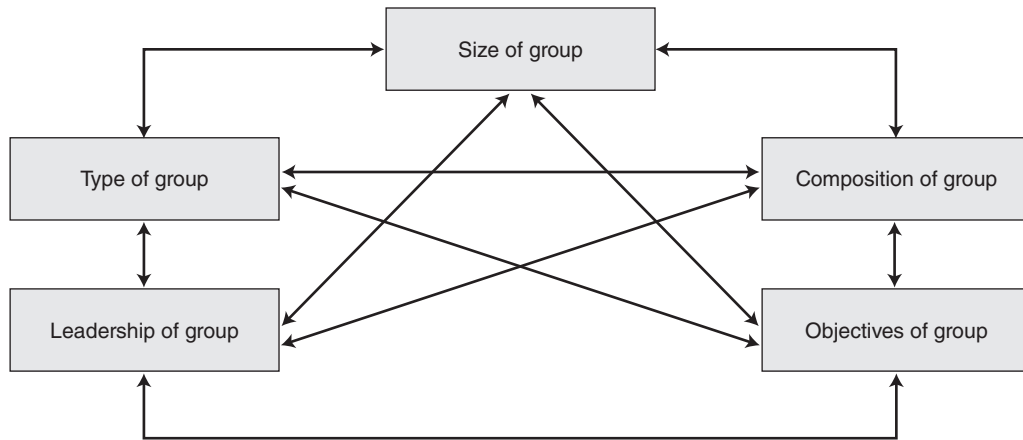 Size of group
Type of group
Composition of group
Leadership of group
Objectives of group